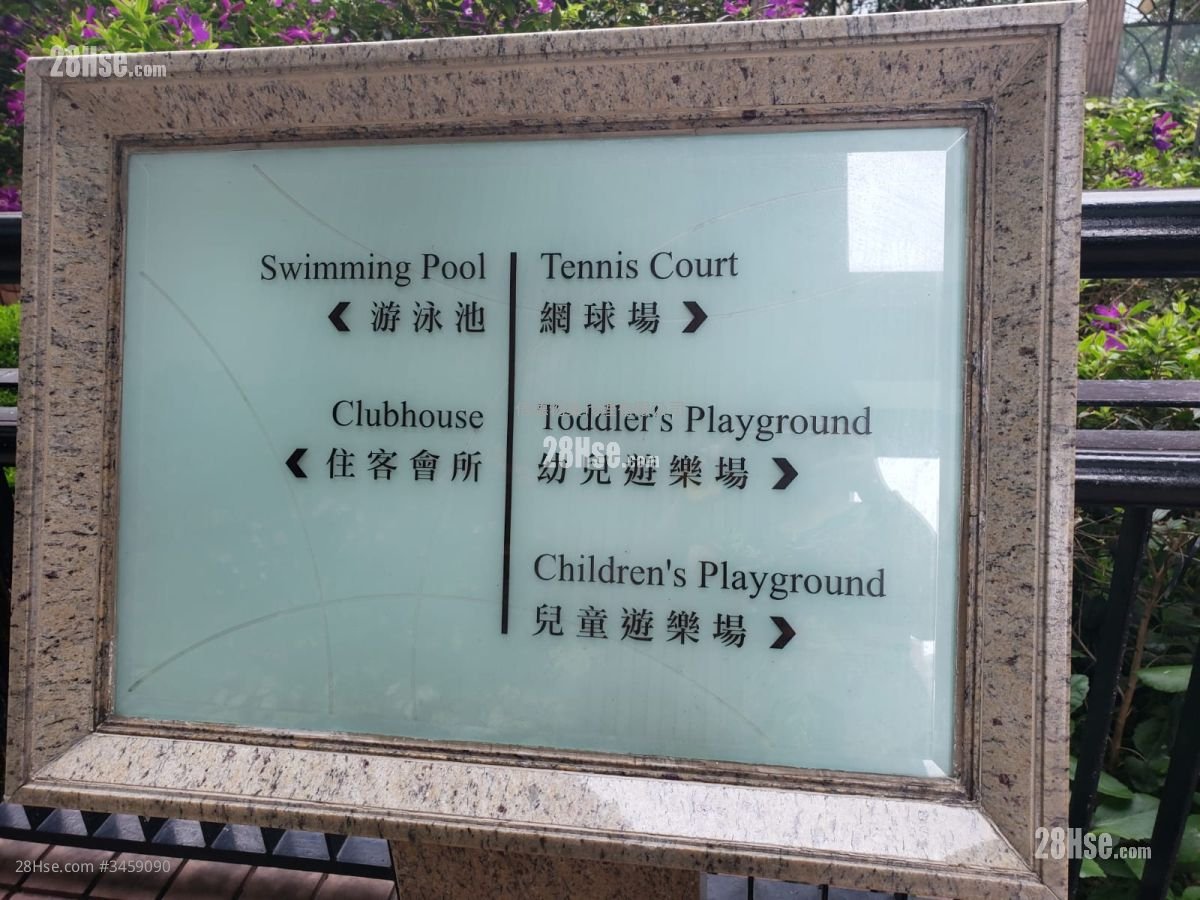 28Hse.com
Swimming Pool
游泳池
Clubhouse
住客會所
Tennis Court
網球場
Toddler's Playground
28Hse.com
幼兒遊樂場
Children's Playground
兒童遊樂場
28Hse.com
28Hse.com #3459090